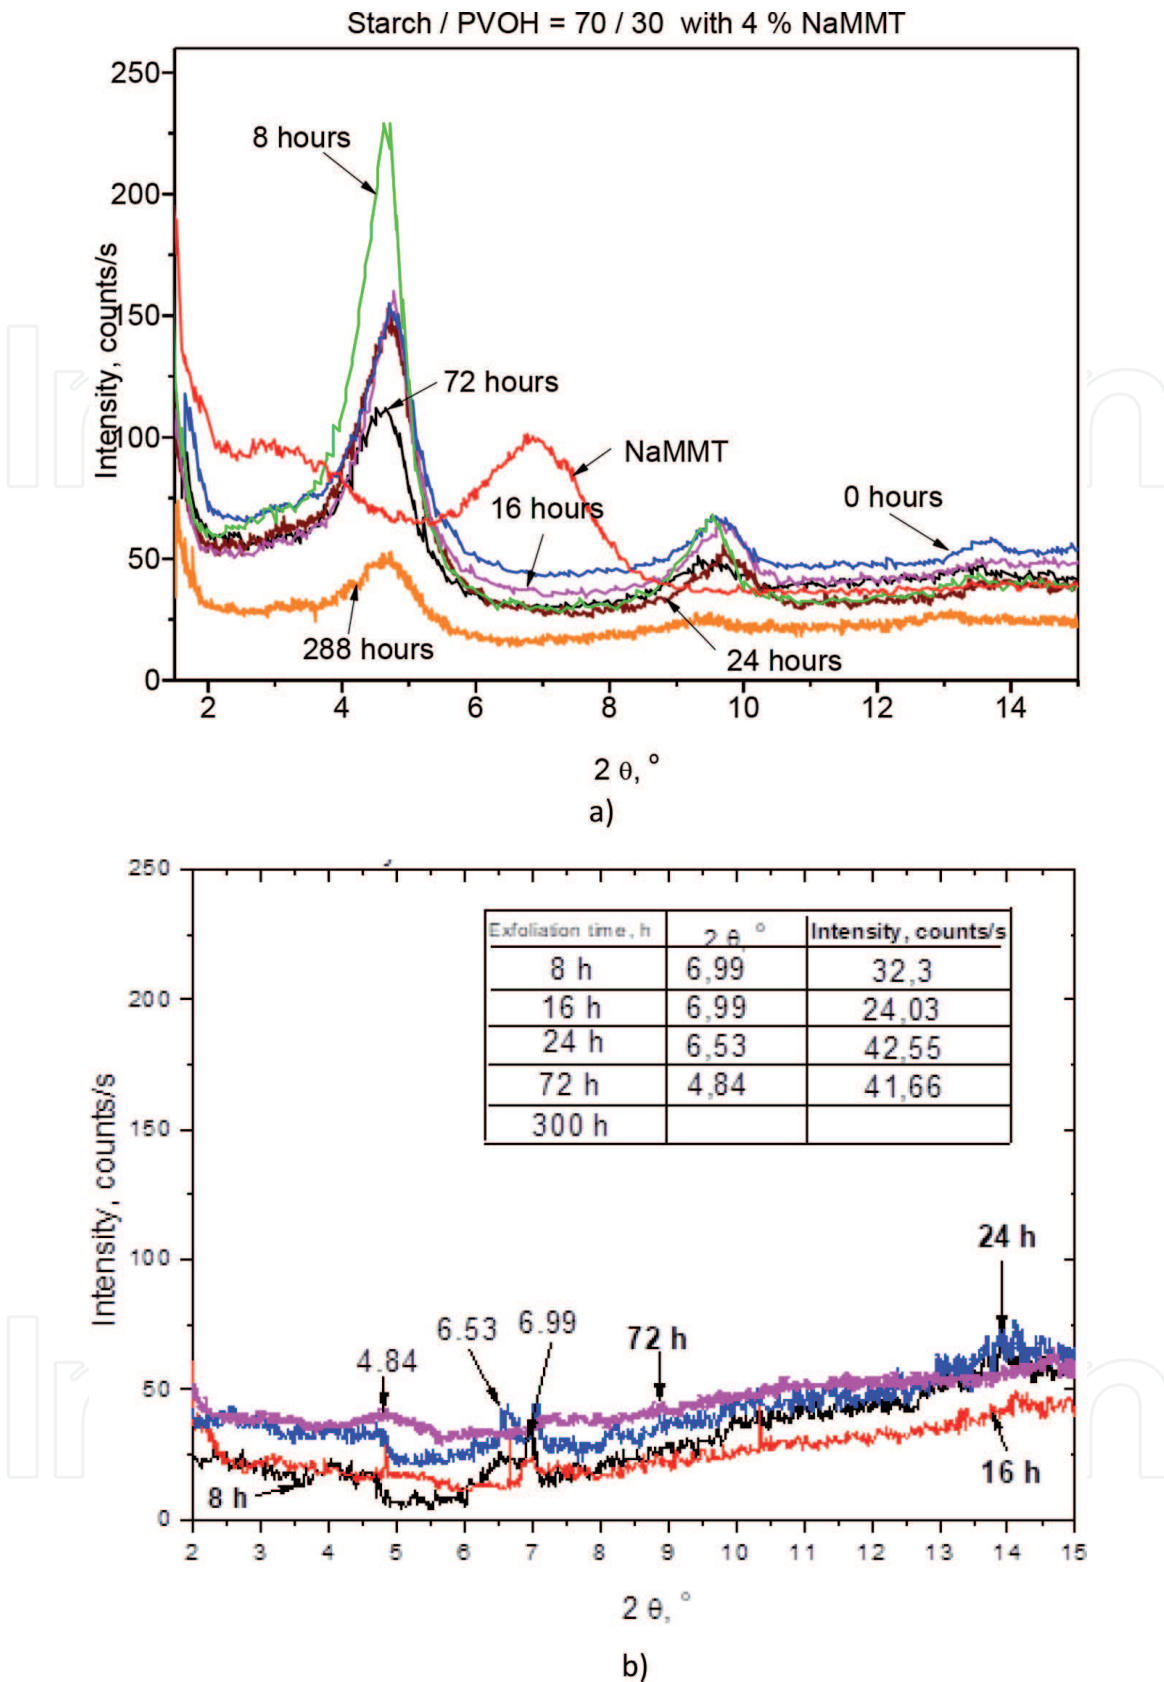 Starch / PVOH = 70 / 30 with 4 % NaMMT
250
200
150
100
50
0
Intensity, counts/s
8 hours
72 hours
NaMMT
16 hours
0 hours
288 hours
24 hours
2 4 6 8 10 12 14
2 θ, °
a)
250
200
150
100
50
0
Intensity, counts/s
Exfoliation time, h 2 θ, ° Intensity, counts/s
8 h 6,99 32,3
16 h 6,99 24,03
24 h 6,53 42,55
72 h 4,84 41,66
300 h
24 h
6.53
6.99
72 h
4.84
8 h
16 h
2 3 4 5 6 7 8 9 10 11 12 13 14 15
2 θ, °
b)